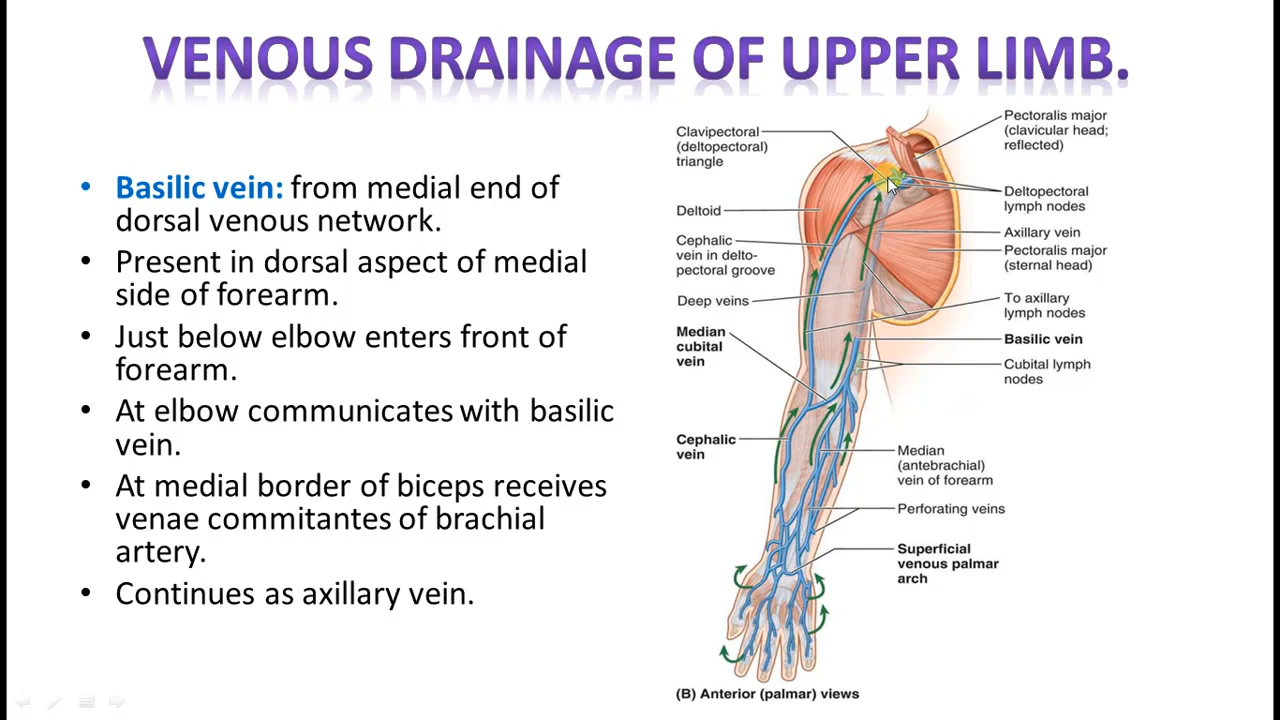 VENOUS DRAINAGE OF UPPER LIMB.
• Basilic vein: from medial end of
dorsal venous network.
• Present in dorsal aspect of medial
side of forearm.
• Just below elbow enters front of
forearm.
• At elbow communicates with basilic
vein.
• At medial border of biceps receives
venae commitantes of brachial
artery.
• Continues as axillary vein.
Clavipectoral
(deltopectoral)
triangle
Deltoid
Cephalic
vein in delto-
pectoral groove
Deep veins
Median
cubital
vein
Cephalic
vein
Pectoralis major
(clavicular head;
reflected)
Deltopectoral
lymph nodes
Axillary vein
Pectoralis major
(sternal head)
To axillary
lymph nodes
Basilic vein
Cubital lymph
nodes
Median
(antebrachial)
vein of forearm
Perforating veins
Superficial
venous palmar
arch
(B) Anterior (palmar) views